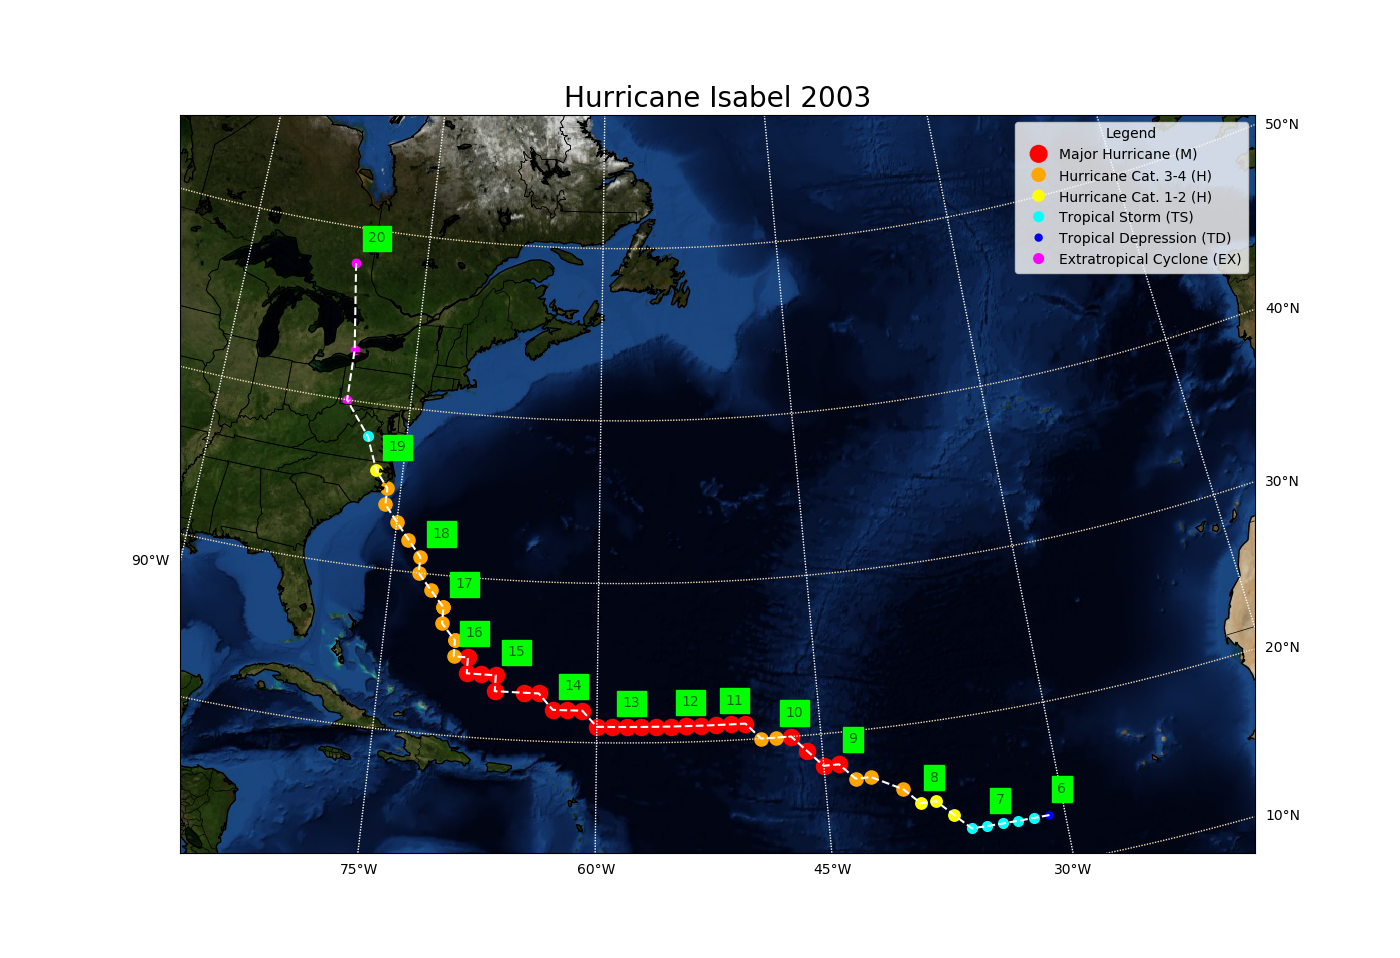 Hurricane Isabel 2003
Legend
Major Hurricane (M)
Hurricane Cat. 3-4 (H)
Hurricane Cat. 1-2 (H)
Tropical Storm (TS)
Tropical Depression (TD)
Extratropical Cyclone (EX)
50°N
40°N
30°N
20°N
10°N
90°W
20
19
18
17
16
15
14
13
12
11
10
9
8
7
6
75°W
60°W
45°W
30°W